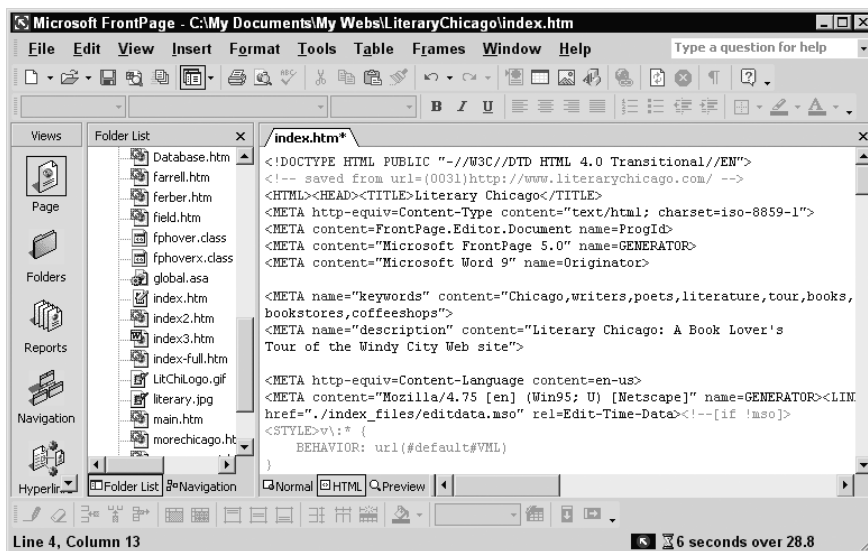 Microsoft FrontPage - C:\My Documents\My Webs\LiteraryChicago\index.htm
File Edit View Insert Format Tools Table Frames Window Help Type a question for help
B I U A
Views Folder List index.htm*
Page
Folders
Reports
Navigation
Hyperlin...
Database.htm
farrell.htm
ferber.htm
field.htm
fphover.class
fphoverx.class
global.asa
index.htm
index2.htm
index3.htm
index-full.htm
LitChiLogo.gif
literary.jpg
main.htm
morechicago.ht
<!DOCTYPE HTML PUBLIC "-//W3C//DTD HTML 4.0 Transitional//EN">
<!-- saved from url=(0031)http://www.literarychicago.com/ -->
<HTML><HEAD><TITLE>Literary Chicago</TITLE>
<META http-equiv=Content-Type content="text/html; charset=iso-8859-1">
<META content=FrontPage.Editor.Document name=ProgId>
<META content="Microsoft FrontPage 5.0" name=GENERATOR>
<META content="Microsoft Word 9" name=Originator>
<META name="keywords" content="Chicago,writers,poets,literature,tour,books,
bookstores,coffeeshops">
<META name="description" content="Literary Chicago: A Book Lover's
Tour of the Windy City Web site">
<META http-equiv=Content-Language content=en-us>
<META content="Mozilla/4.75 [en] (Win95; U) [Netscape]" name=GENERATOR><LIN
href="./index_files/editdata.mso" rel=Edit-Time-Data><!--[if !mso]>
<STYLE>v\:* {
BEHAVIOR: url(#default#VML)
}
Folder List Navigation Normal HTML Preview
Line 4, Column 13 6 seconds over 28.8